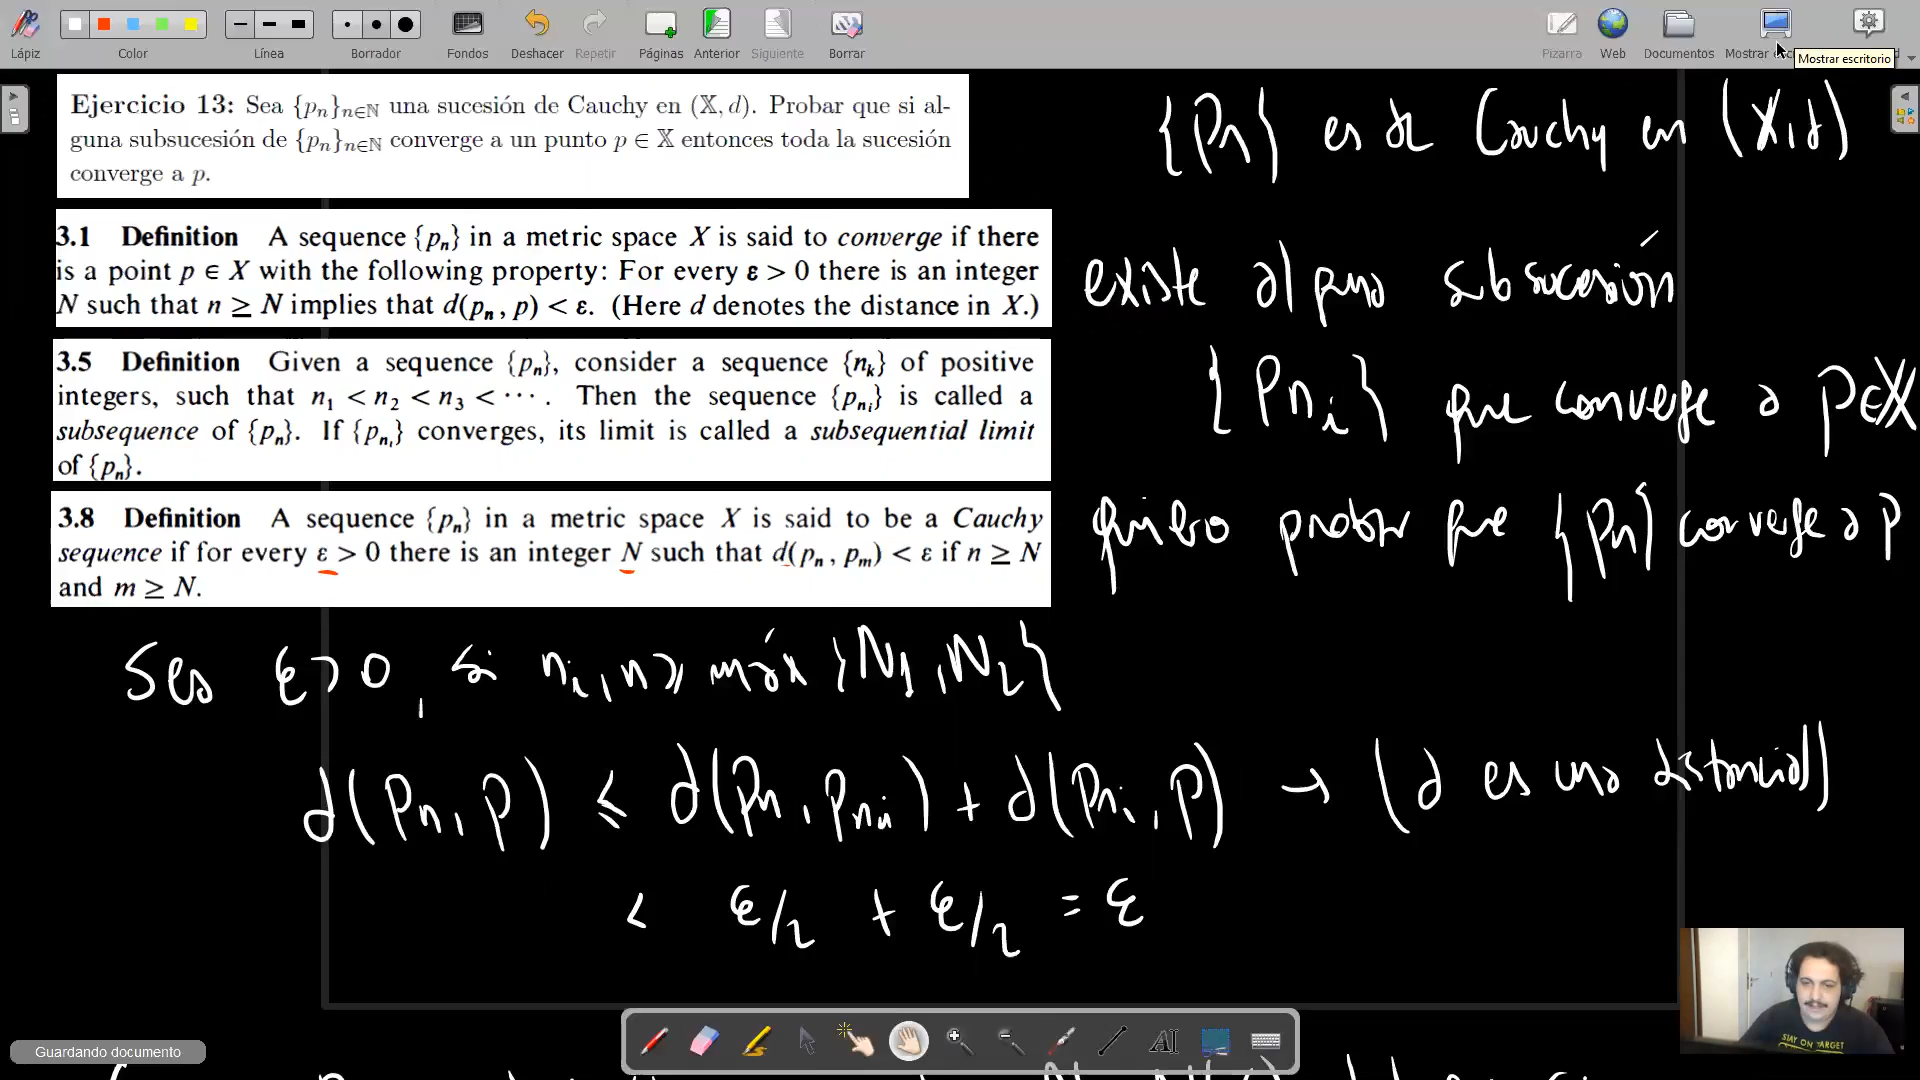 Lápiz Color Línea Borrador Fondos Deshacer Repetir Páginas Anterior Siguiente Borrar Pizarra Web Documentos Mostrar
Mostrar escritorio
Ejercicio 13: Sea {pₙ}ₙ∈ℕ una sucesión de Cauchy en (𝕏, d). Probar que si al-
guna subsucesión de {pₙ}ₙ∈ℕ converge a un punto p ∈ 𝕏 entonces toda la sucesión
converge a p.
3.1 Definition A sequence {pₙ} in a metric space X is said to converge if there
is a point p ∈ X with the following property: For every ε > 0 there is an integer
N such that n ≥ N implies that d(pₙ, p) < ε. (Here d denotes the distance in X.)
3.5 Definition Given a sequence {pₙ}, consider a sequence {nₖ} of positive
integers, such that n₁ < n₂ < n₃ < ···. Then the sequence {pₙᵢ} is called a
subsequence of {pₙ}. If {pₙᵢ} converges, its limit is called a subsequential limit
of {pₙ}.
3.8 Definition A sequence {pₙ} in a metric space X is said to be a Cauchy
sequence if for every ε > 0 there is an integer N such that d(pₙ, pₘ) < ε if n ≥ N
and m ≥ N.
{pₙ} es de Cauchy en (𝕏,d)
existe alguna subsucesión
{pₙᵢ} que converge a p∈𝕏
quiero probar que {pₙ} converge a p
Sea ε>0, si nᵢ, n ≥ máx {N₁, N₂}
d(pₙ, p) ≤ d(pₙ, pₙᵢ) + d(pₙᵢ, p) → (d es una distancia)
< ε/2 + ε/2 = ε
STAY ON TARGET
Guardando documento